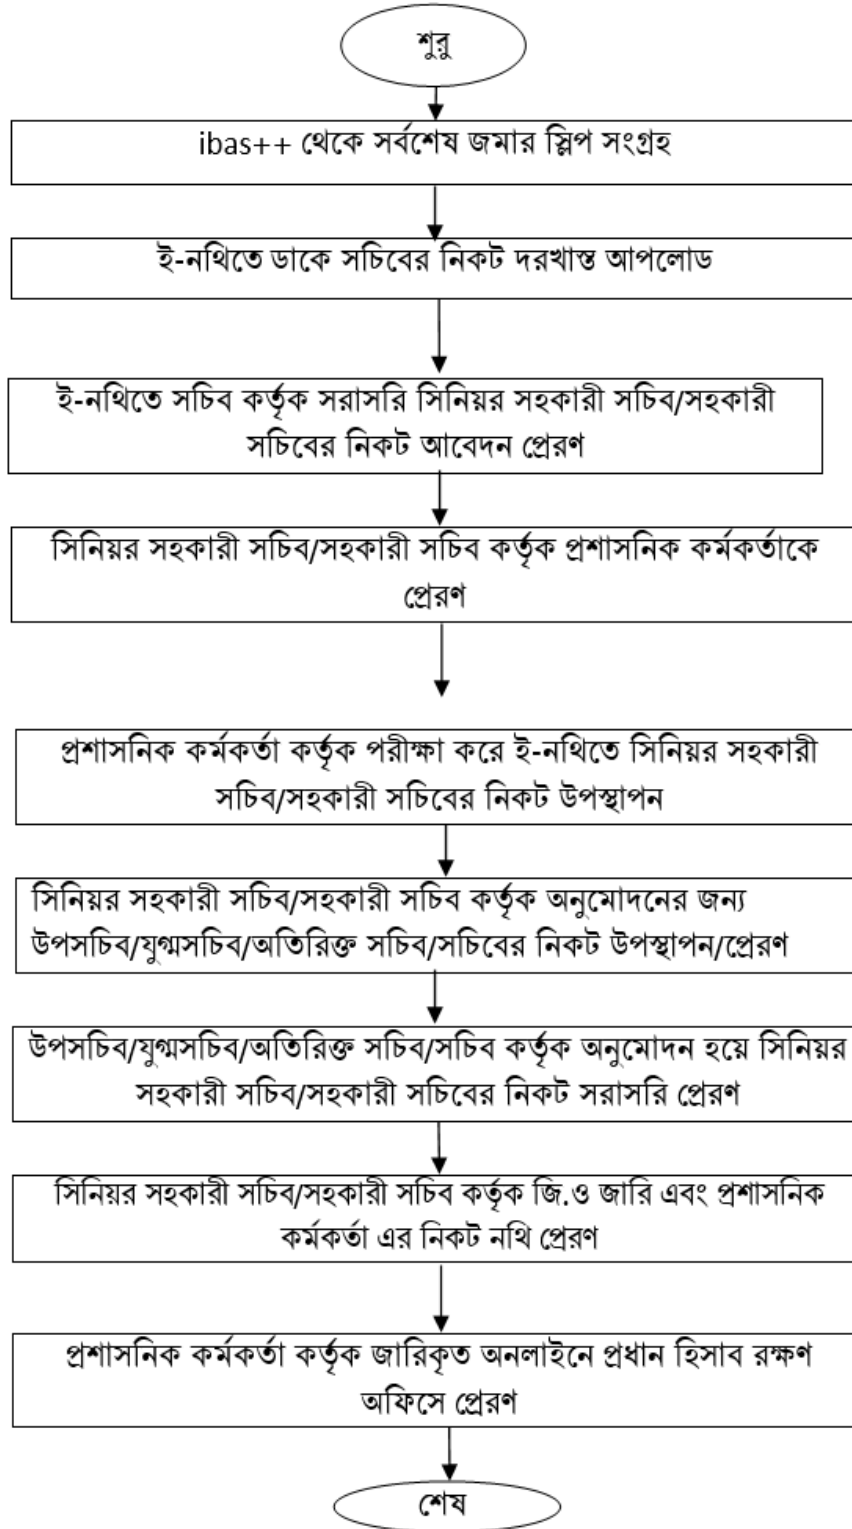 শুরু
ibas++ থেকে সর্বশেষ জমার স্লিপ সংগ্রহ
ই-নথিতে ডাকে সচিবের নিকট দরখাস্ত আপলোড
ই-নথিতে সচিব কর্তৃক সরাসরি সিনিয়র সহকারী সচিব/সহকারী
সচিবের নিকট আবেদন প্রেরণ
সিনিয়র সহকারী সচিব/সহকারী সচিব কর্তৃক প্রশাসনিক কর্মকর্তাকে
প্রেরণ
প্রশাসনিক কর্মকর্তা কর্তৃক পরীক্ষা করে ই-নথিতে সিনিয়র সহকারী
সচিব/সহকারী সচিবের নিকট উপস্থাপন
সিনিয়র সহকারী সচিব/সহকারী সচিব কর্তৃক অনুমোদনের জন্য
উপসচিব/যুগ্মসচিব/অতিরিক্ত সচিব/সচিবের নিকট উপস্থাপন/প্রেরণ
উপসচিব/যুগ্মসচিব/অতিরিক্ত সচিব/সচিব কর্তৃক অনুমোদন হয়ে সিনিয়র
সহকারী সচিব/সহকারী সচিবের নিকট সরাসরি প্রেরণ
সিনিয়র সহকারী সচিব/সহকারী সচিব কর্তৃক জি.ও জারি এবং প্রশাসনিক
কর্মকর্তা এর নিকট নথি প্রেরণ
প্রশাসনিক কর্মকর্তা কর্তৃক জারিকৃত অনলাইনে প্রধান হিসাব রক্ষণ
অফিসে প্রেরণ
শেষ